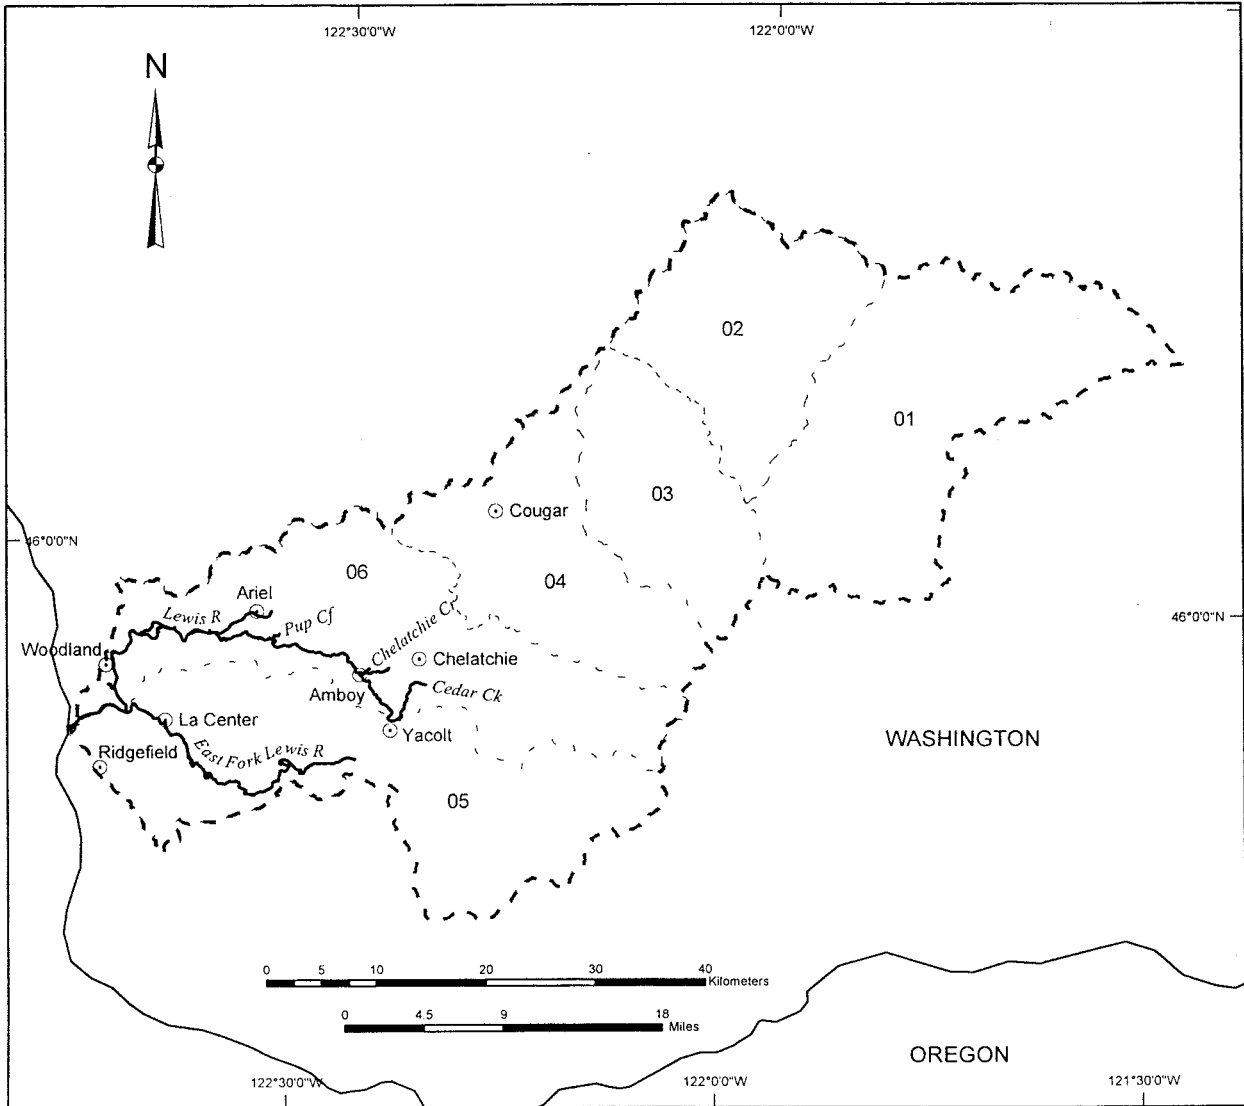 122°30'0"W
122°0'0"W
N
02
01
03
Cougar
46°0'0"N
04
06
Ariel
Lewis R
Pup Cf
Chelatchie Cr
46°0'0"N
Woodland
Chelatchie
Amboy
Cedar Ck
La Center
Yacolt
East Fork Lewis R
Ridgefield
WASHINGTON
05
0 5 10 20 30 40
Kilometers
0 4.5 9 18
Miles
OREGON
122°30'0"W
122°0'0"W
121°30'0"W